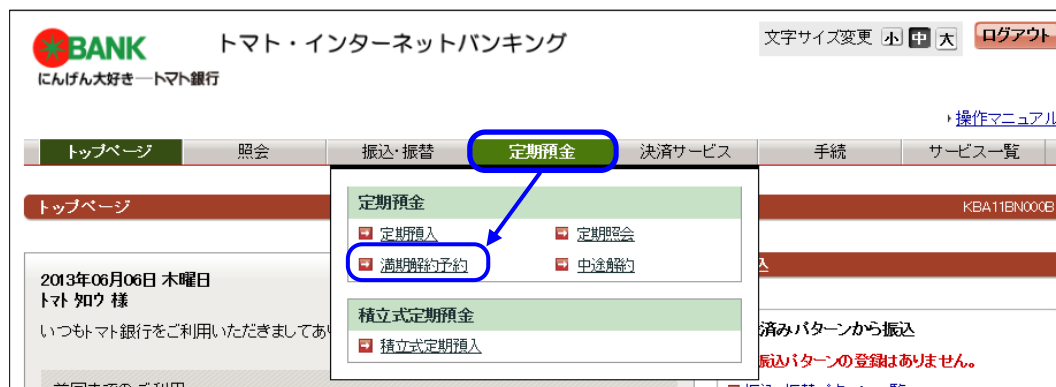 BANK
にんげん大好き―トマト銀行
トマト・インターネットバンキング
文字サイズ変更 小 中 大 ログアウト
操作マニュアル
トップページ 照会 振込・振替 定期預金 決済サービス 手続 サービス一覧
トップページ
KBA11BN000B
定期預金
定期預入 定期照会
満期解約予約 中途解約
積立式定期預金
積立式定期預入
2013年06月06日 木曜日
トマト タロウ 様
いつもトマト銀行をご利用いただきましてあ
済みパターンから振込
振込パターンの登録はありません。